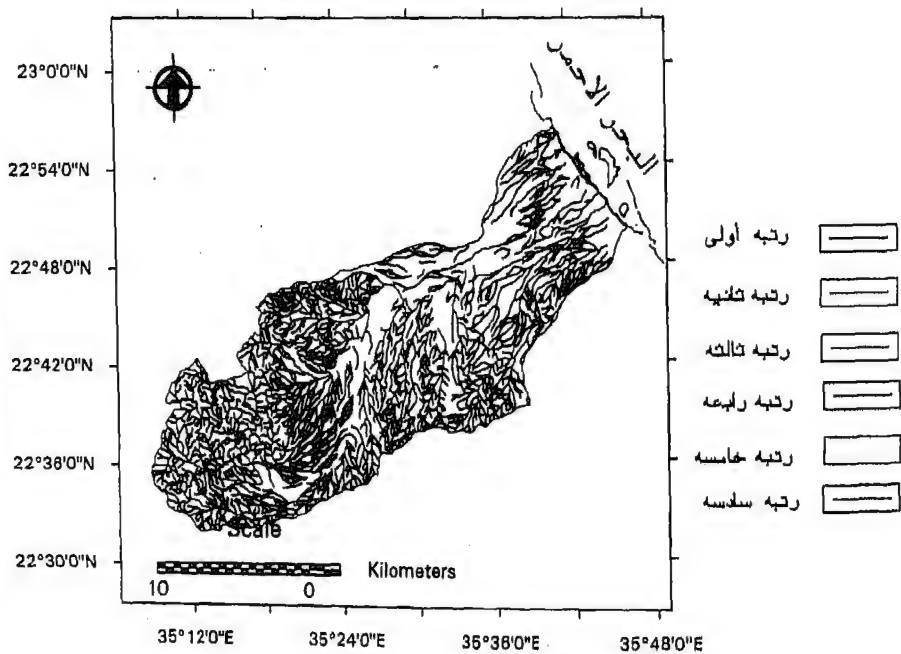 البحر الاحمر
23°0'0"N
22°54'0"N
22°48'0"N
22°42'0"N
22°36'0"N
22°30'0"N
رتبه أولى
رتبه ثانيه
رتبه ثالثه
رتبه رابعه
رتبه خامسه
رتبه سادسه
Scale
Kilometers
10 0
35°12'0"E 35°24'0"E 35°36'0"E 35°48'0"E